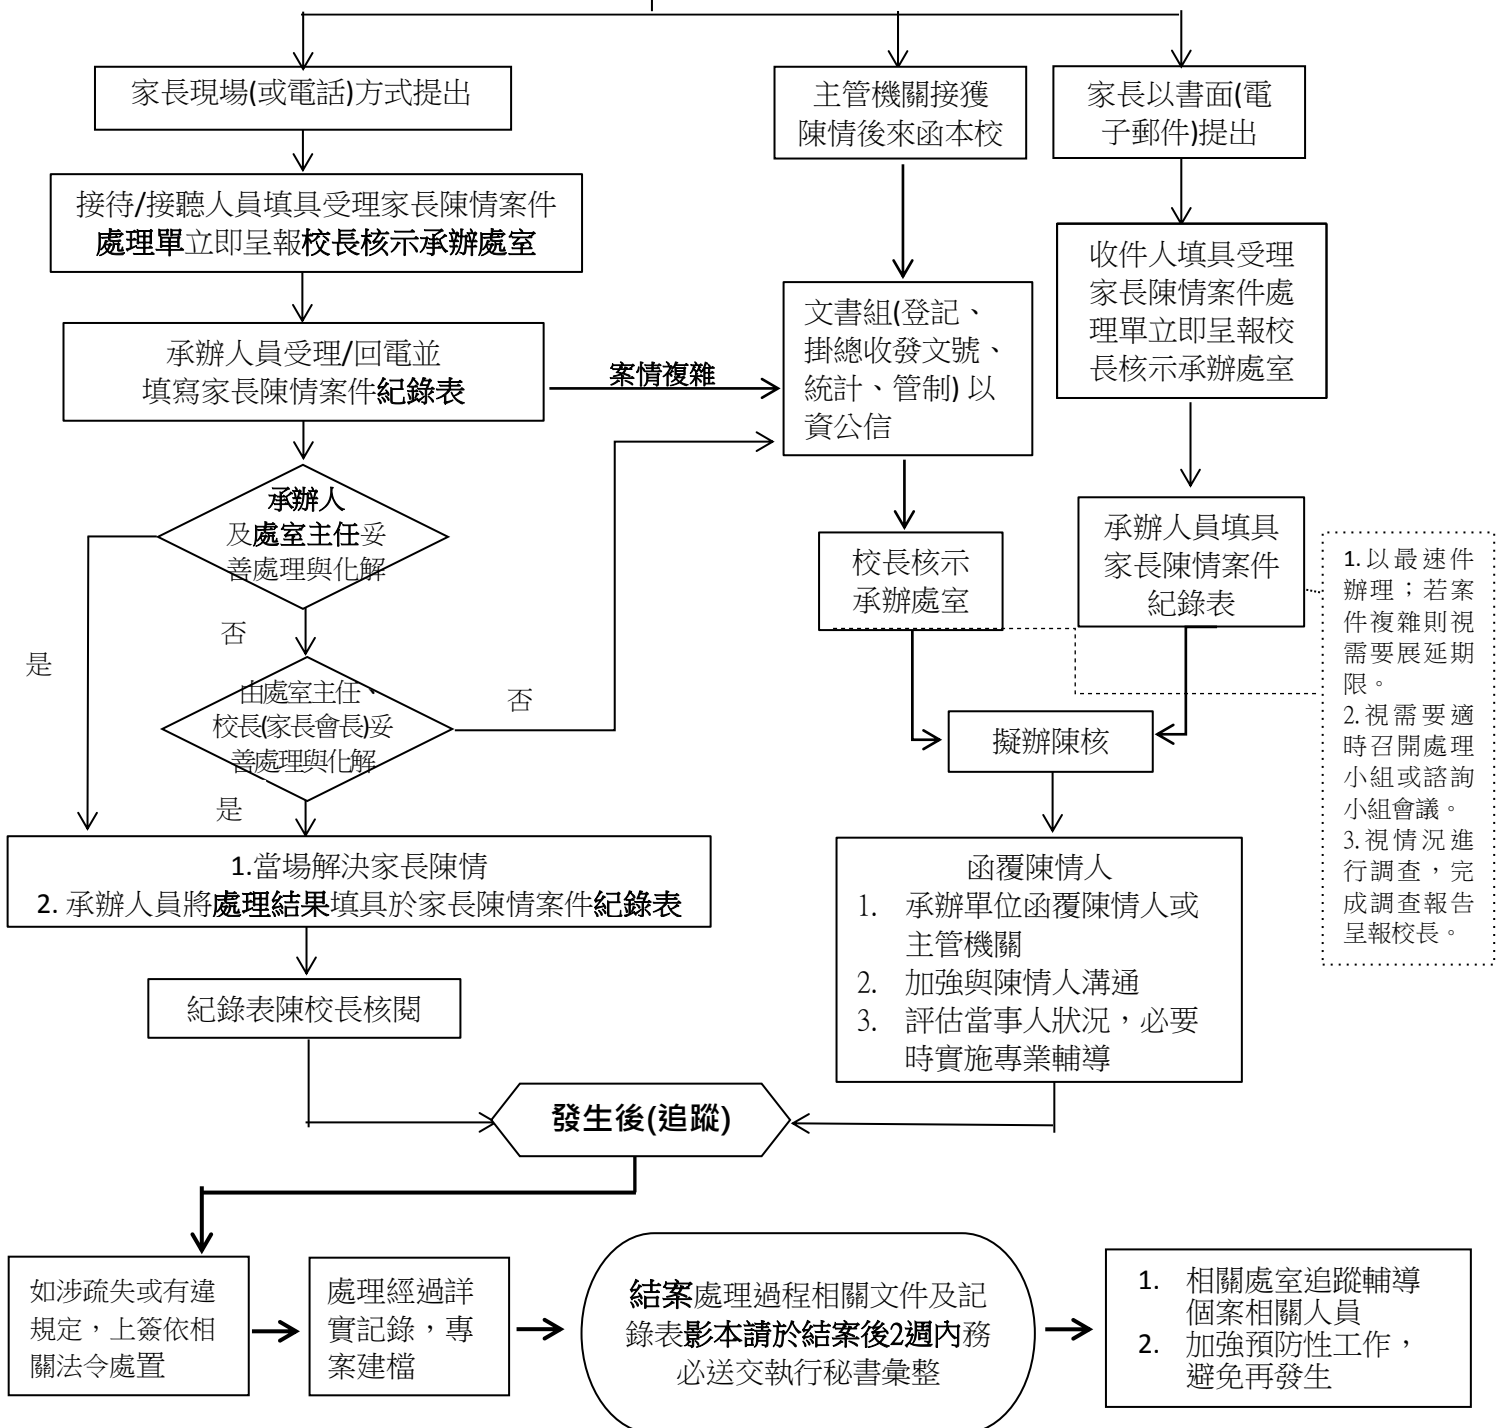 家長現場(或電話)方式提出
主管機關接獲
陳情後來函本校
家長以書面(電
子郵件)提出
接待/接聽人員填具受理家長陳情案件
處理單立即呈報校長核示承辦處室
收件人填具受理
家長陳情案件處
理單立即呈報校
長核示承辦處室
文書組(登記、
掛總收發文號、
統計、管制) 以
資公信
承辦人員受理/回電並
填寫家長陳情案件紀錄表
案情複雜
承辦人
及處室主任妥
善處理與化解
校長核示
承辦處室
承辦人員填具
家長陳情案件
紀錄表
1.以最速件
辦理；若案
件複雜則視
需要展延期
限。
2.視需要適
時召開處理
小組或諮詢
小組會議。
3.視情況進
行調查，完
成調查報告
呈報校長。
否
是
由處室主任、
校長(家長會長)妥
善處理與化解
否
是
擬辦陳核
1.當場解決家長陳情
2. 承辦人員將處理結果填具於家長陳情案件紀錄表
函覆陳情人
1. 承辦單位函覆陳情人或
主管機關
2. 加強與陳情人溝通
3. 評估當事人狀況，必要
時實施專業輔導
紀錄表陳校長核閱
發生後(追蹤)
如涉疏失或有違
規定，上簽依相
關法令處置
處理經過詳
實記錄，專
案建檔
結案處理過程相關文件及記
錄表影本請於結案後2週內務
必送交執行秘書彙整
1. 相關處室追蹤輔導
個案相關人員
2. 加強預防性工作，
避免再發生